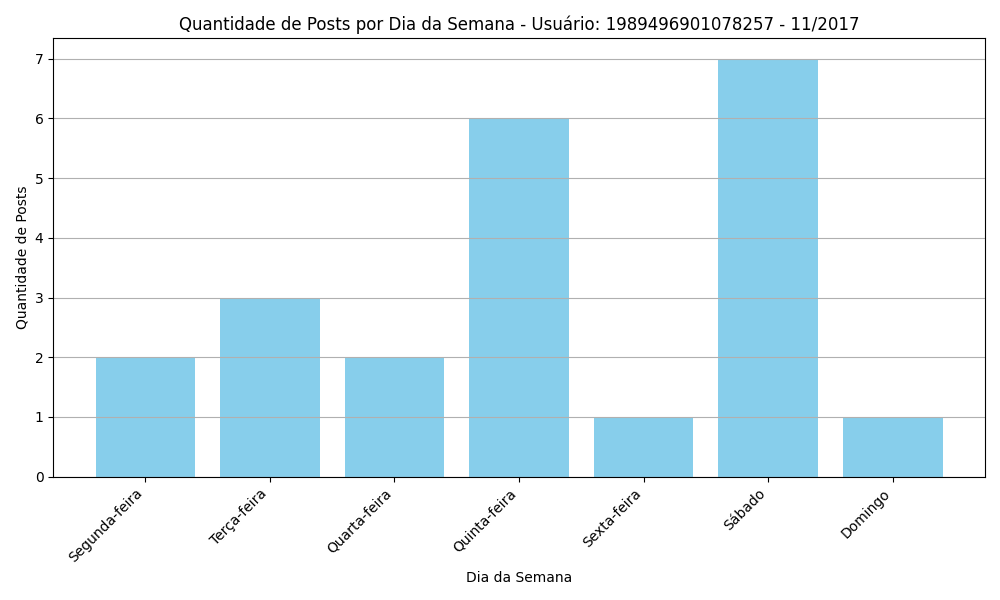 Quantidade de Posts por Dia da Semana - Usuário: 1989496901078257 - 11/2017
Quantidade de Posts
7
6
5
4
3
2
1
0
Segunda-feira
Terça-feira
Quarta-feira
Quinta-feira
Sexta-feira
Sábado
Domingo
Dia da Semana